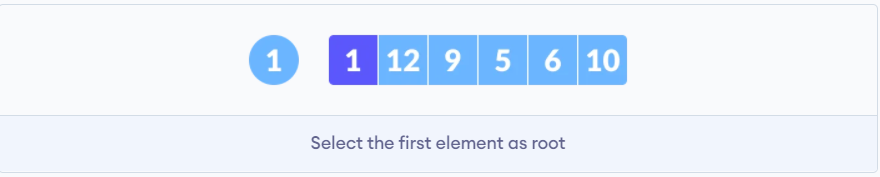 1 1 12 9 5 6 10
Select the first element as root